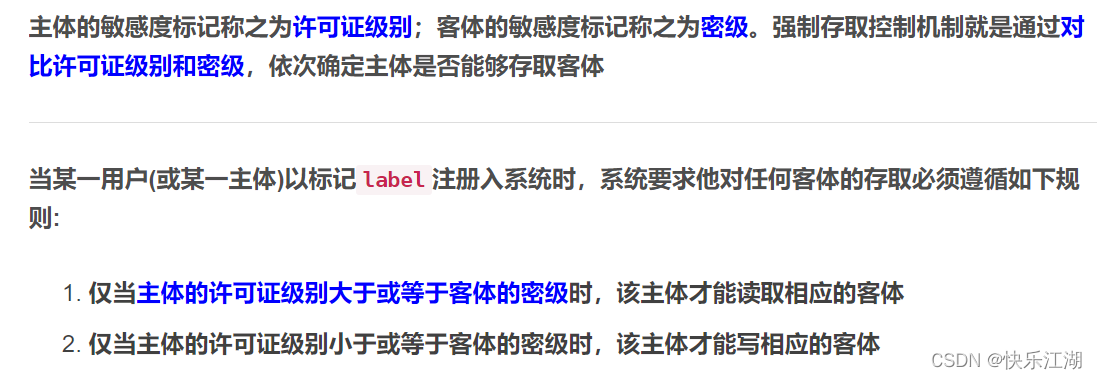 主体的敏感度标记称之为许可证级别；客体的敏感度标记称之为密级。强制存取控制机制就是通过对
比许可证级别和密级，依次确定主体是否能够存取客体
当某一用户(或某一主体)以标记label注册入系统时，系统要求他对任何客体的存取必须遵循如下规
则：
1. 仅当主体的许可证级别大于或等于客体的密级时，该主体才能读取相应的客体
2. 仅当主体的许可证级别小于或等于客体的密级时，该主体才能写相应的客体
CSDN @快乐江湖